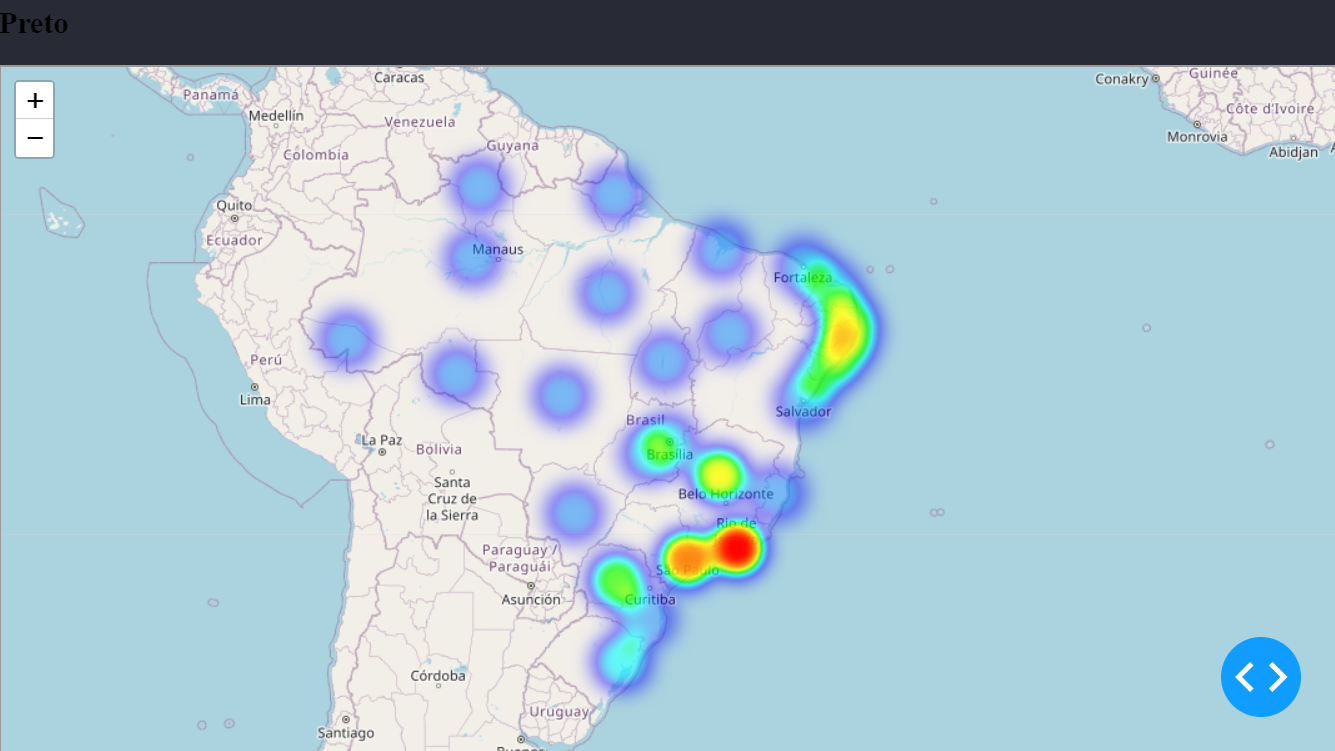 Preto
+
−
Caracas
Panamá
Medellín
Venezuela
Guyana
Colombia
Quito
Ecuador
Manaus
Fortaleza
Perú
Lima
Salvador
Brasil
La Paz
Bolivia
Brasília
Santa
Cruz de
la Sierra
Belo Horizonte
Rio de
Paraguay /
Paraguái
São Paulo
Asunción
Curitiba
Córdoba
Uruguay
Santiago
Conakry
Guinée
Côte d'Ivoire
Monrovia
Abidjan